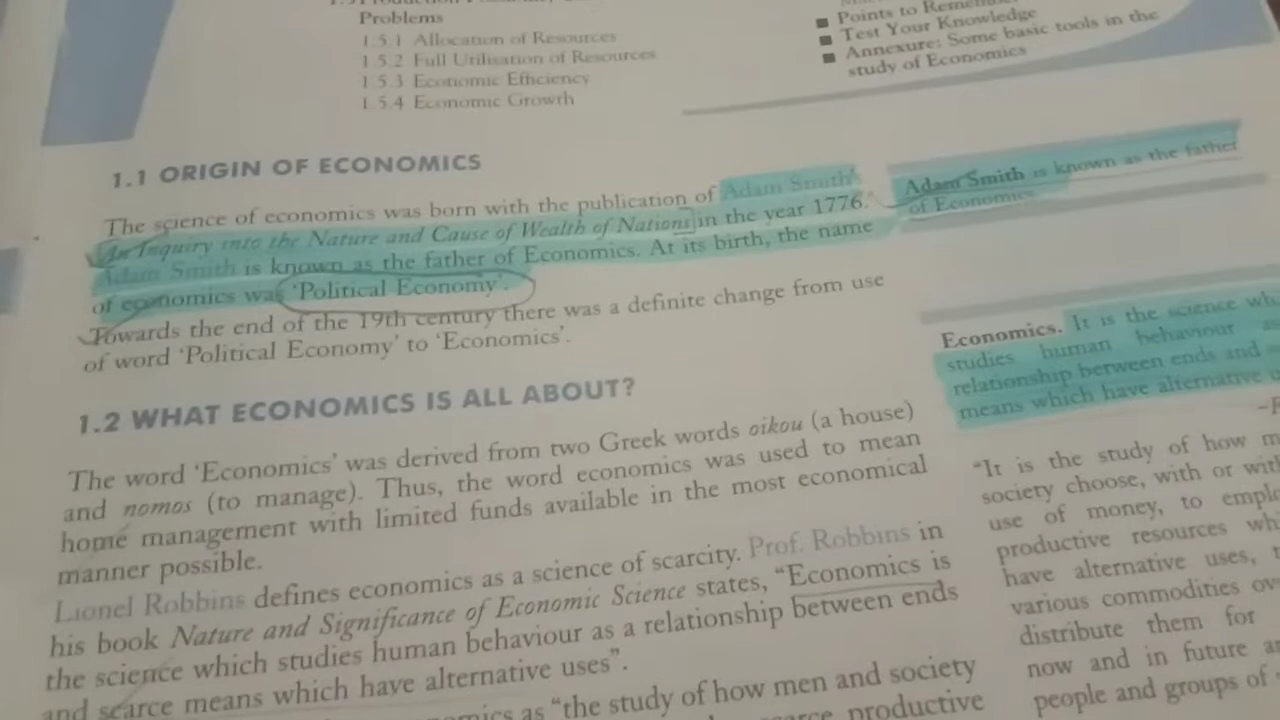 Problems
1.5.1 Allocation of Resources
1.5.2 Full Utilisation of Resources
1.5.3 Economic Efficiency
1.5.4 Economic Growth
■ Points to
■ Test Your Knowledge
■ Annexure: Some basic tools in the
study of Economics
1.1 ORIGIN OF ECONOMICS
The science of economics was born with the publication of Adam Smith's
An Inquiry into the Nature and Cause of Wealth of Nations in the year 1776.
Adam Smith is known as the father of Economics. At its birth, the name
of economics was 'Political Economy'.
Towards the end of the 19th century there was a definite change from use
of word 'Political Economy' to 'Economics'.
Adam Smith is known as the father
of Economics
1.2 WHAT ECONOMICS IS ALL ABOUT?
The word 'Economics' was derived from two Greek words oikou (a house)
and nomos (to manage). Thus, the word economics was used to mean
home management with limited funds available in the most economical
manner possible.
Lionel Robbins defines economics as a science of scarcity. Prof. Robbins in
his book Nature and Significance of Economic Science states, "Economics is
the science which studies human behaviour as a relationship between ends
and scarce means which have alternative uses".
as "the study of how men and society
productive
Economics. It is the science
studies human behaviour
relationship between ends and
means which have alternative
"It is the study of how
society choose, with or
use of money, to
productive resources
have alternative uses,
various commodities
distribute them for
now and in future
people and groups of